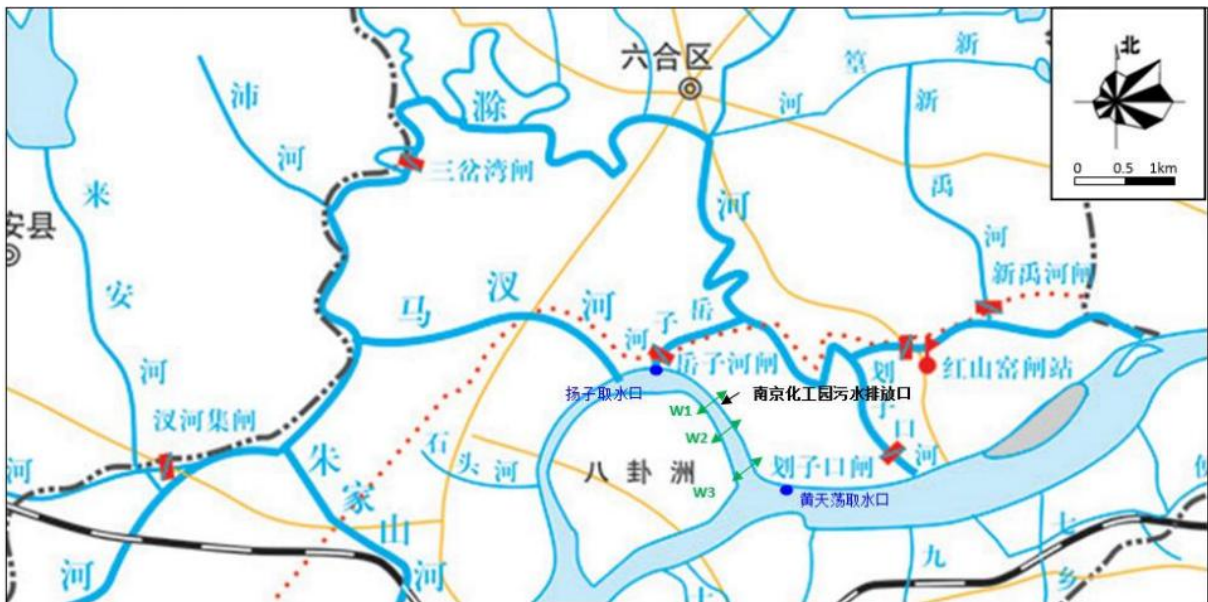 六合区
北
0 0.5 1km
篁
新
河
沛
河
滁
三岔湾闸
新
禹
河
新禹河闸
来
安
河
安县
河
马
汊
河
岳
子
河
岳子河闸
扬子取水口
南京化工园污水排放口
W1
W2
W3
划
子
口
河
红山窑闸站
划子口闸
黄天荡取水口
汊河集闸
朱
家
山
河
石
头
河
八卦洲
河
河
九
七
乡